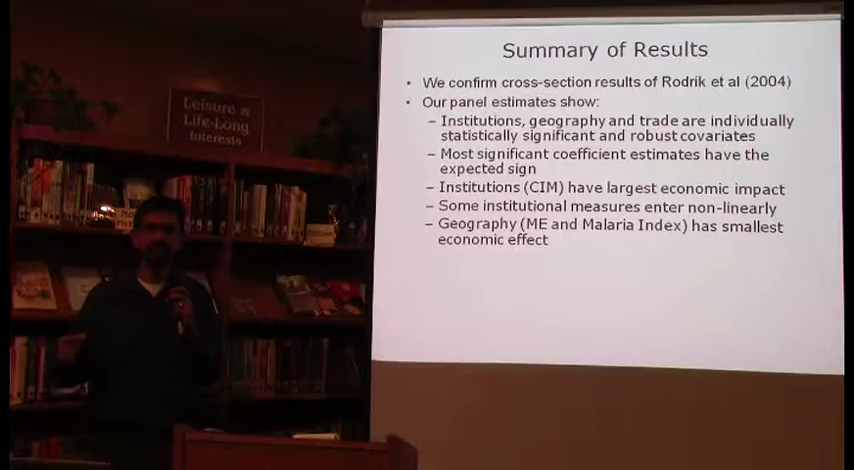 Leisure &
Life-Long
Interests
Summary of Results
• We confirm cross-section results of Rodrik et al (2004)
• Our panel estimates show:
– Institutions, geography and trade are individually
statistically significant and robust covariates
– Most significant coefficient estimates have the
expected sign
– Institutions (CIM) have largest economic impact
– Some institutional measures enter non-linearly
– Geography (ME and Malaria Index) has smallest
economic effect